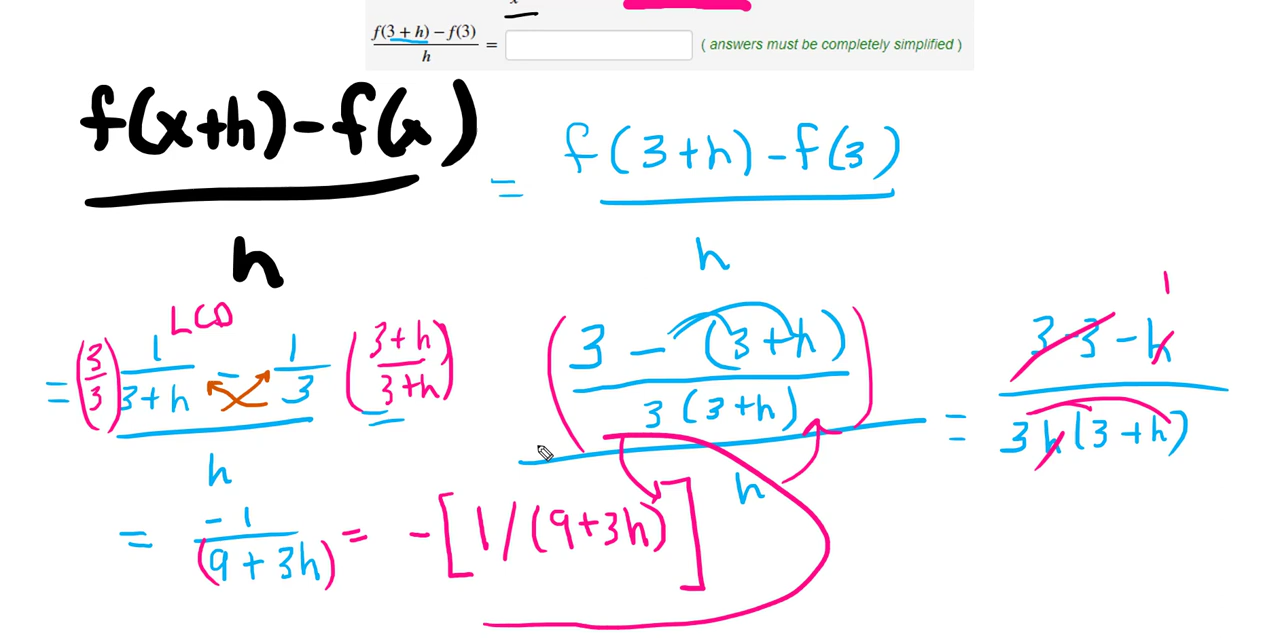 x
f(3 + h) − f(3)
h
=
( answers must be completely simplified )
f(x+h)-f(x)
h
=
f(3+h)-f(3)
h
LCD
= (3/3) 1/(3+h) - 1/3 ((3+h)/(3+h))
h
(3 - (3+h)
3(3+h))
h
=
1
3-3-h
3h(3+h)
= -1/(9+3h) = -[1/(9+3h)]